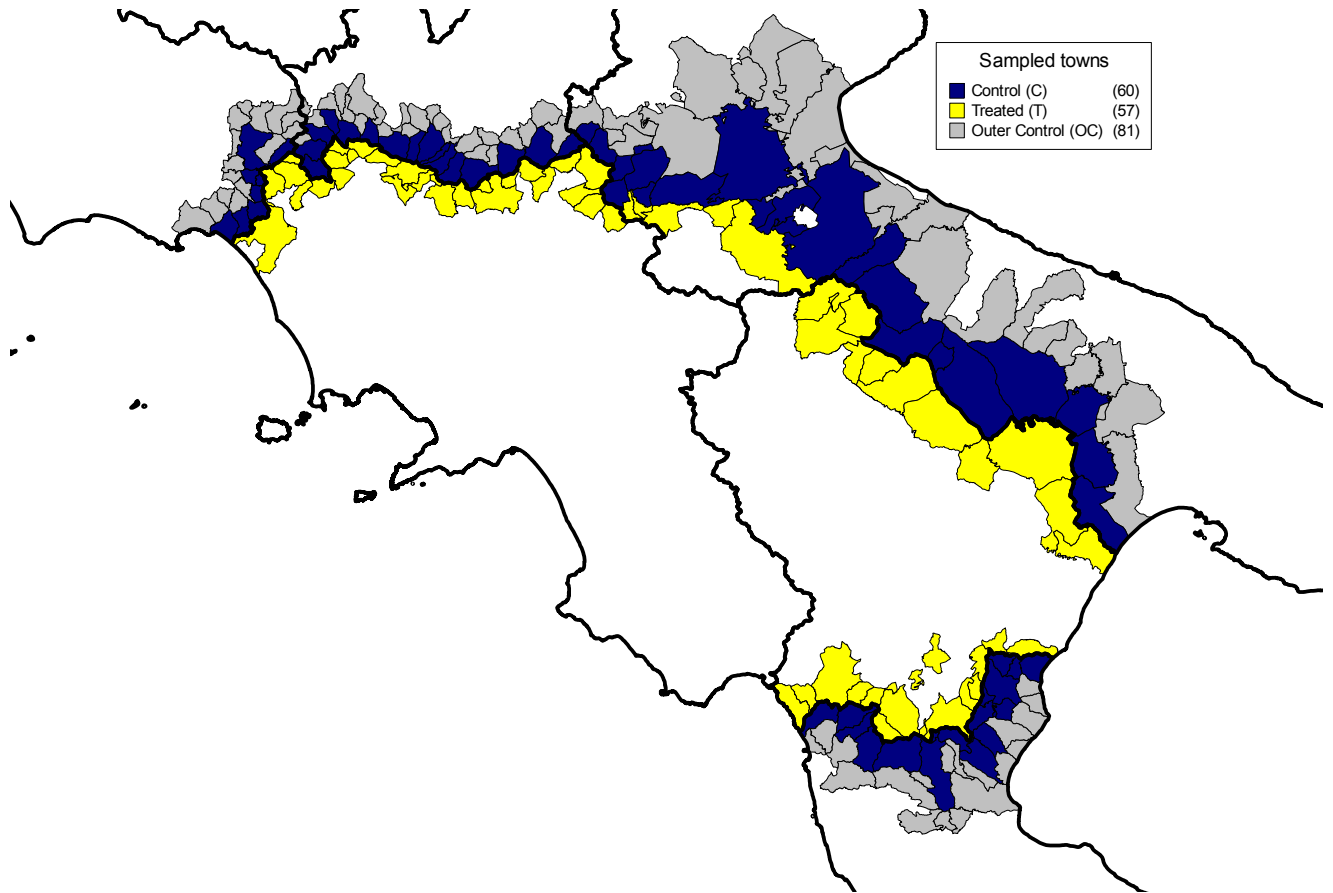 Sampled towns
Control (C) (60)
Treated (T) (57)
Outer Control (OC) (81)